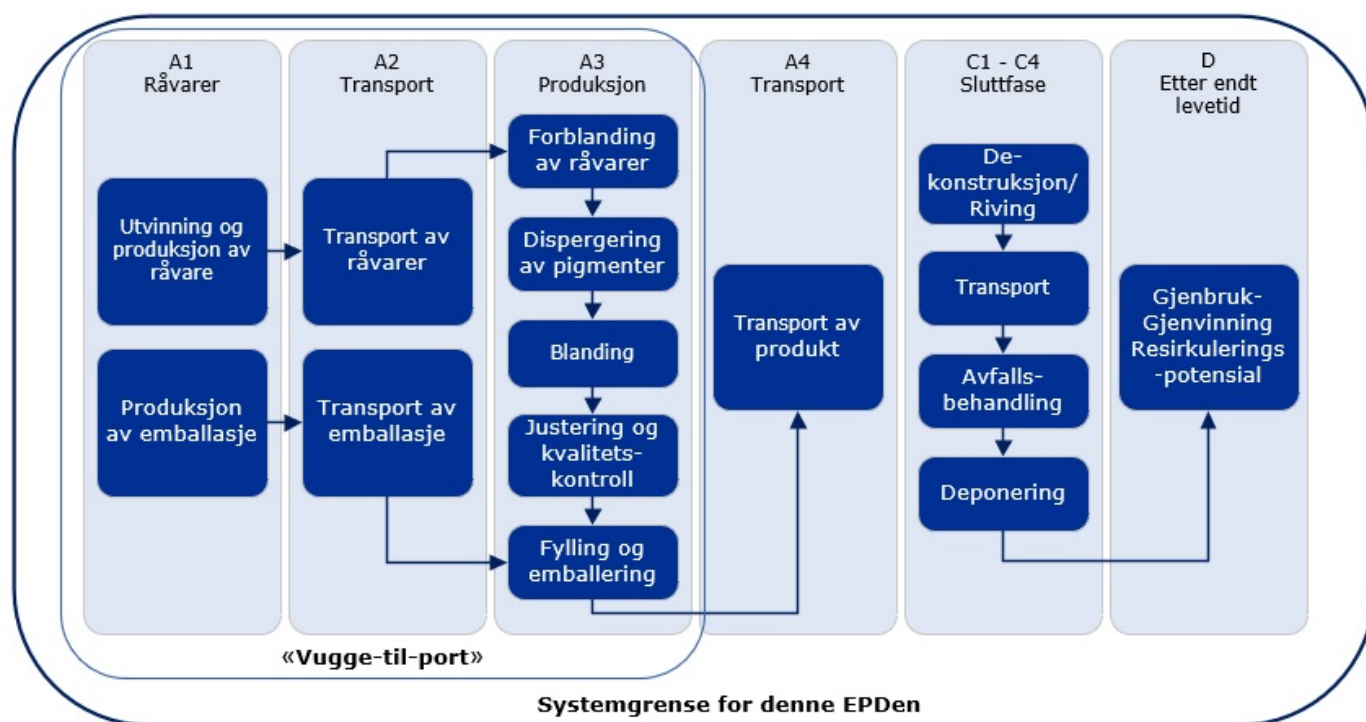 A1
Råvarer
Utvinning og
produksjon av
råvare
Produksjon
av emballasje
A2
Transport
Transport av
råvarer
Transport av
emballasje
A3
Produksjon
Forblanding
av råvarer
Dispergering
av pigmenter
Blanding
Justering og
kvalitets-
kontroll
Fylling og
emballering
A4
Transport
Transport av
produkt
C1 - C4
Sluttfase
De-
konstruksjon/
Riving
Transport
Avfalls-
behandling
Deponering
D
Etter endt
levetid
Gjenbruk-
Gjenvinning
Resirkulerings
-potensial
«Vugge-til-port»
Systemgrense for denne EPDen